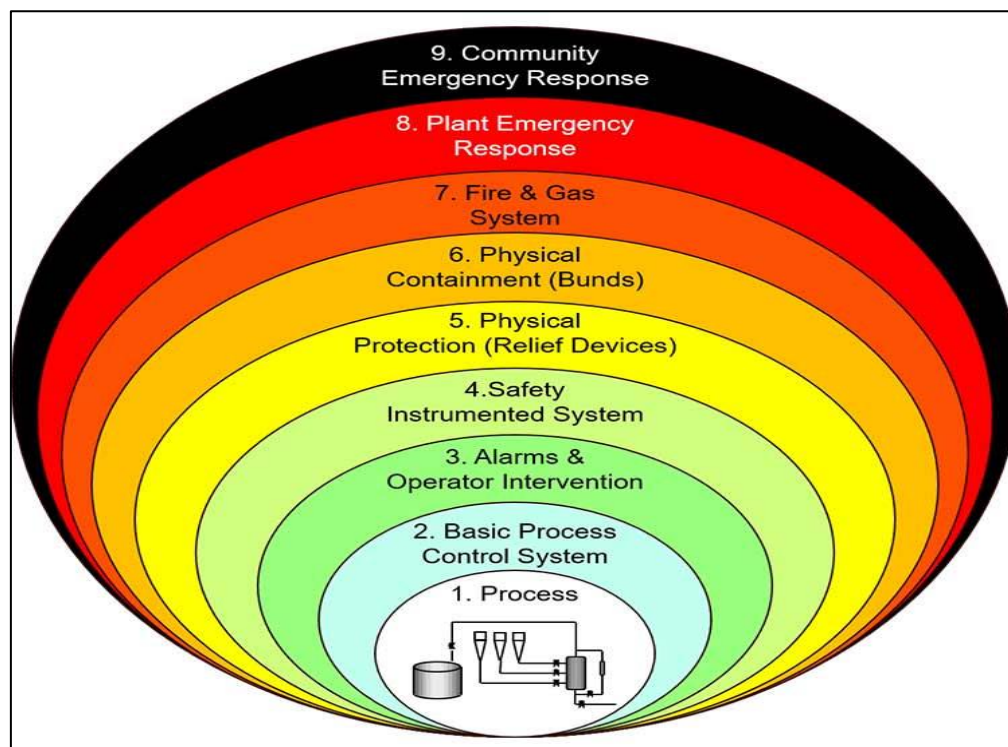 9. Community
Emergency Response
8. Plant Emergency
Response
7. Fire & Gas
System
6. Physical
Containment (Bunds)
5. Physical
Protection (Relief Devices)
4.Safety
Instrumented System
3. Alarms &
Operator Intervention
2. Basic Process
Control System
1. Process